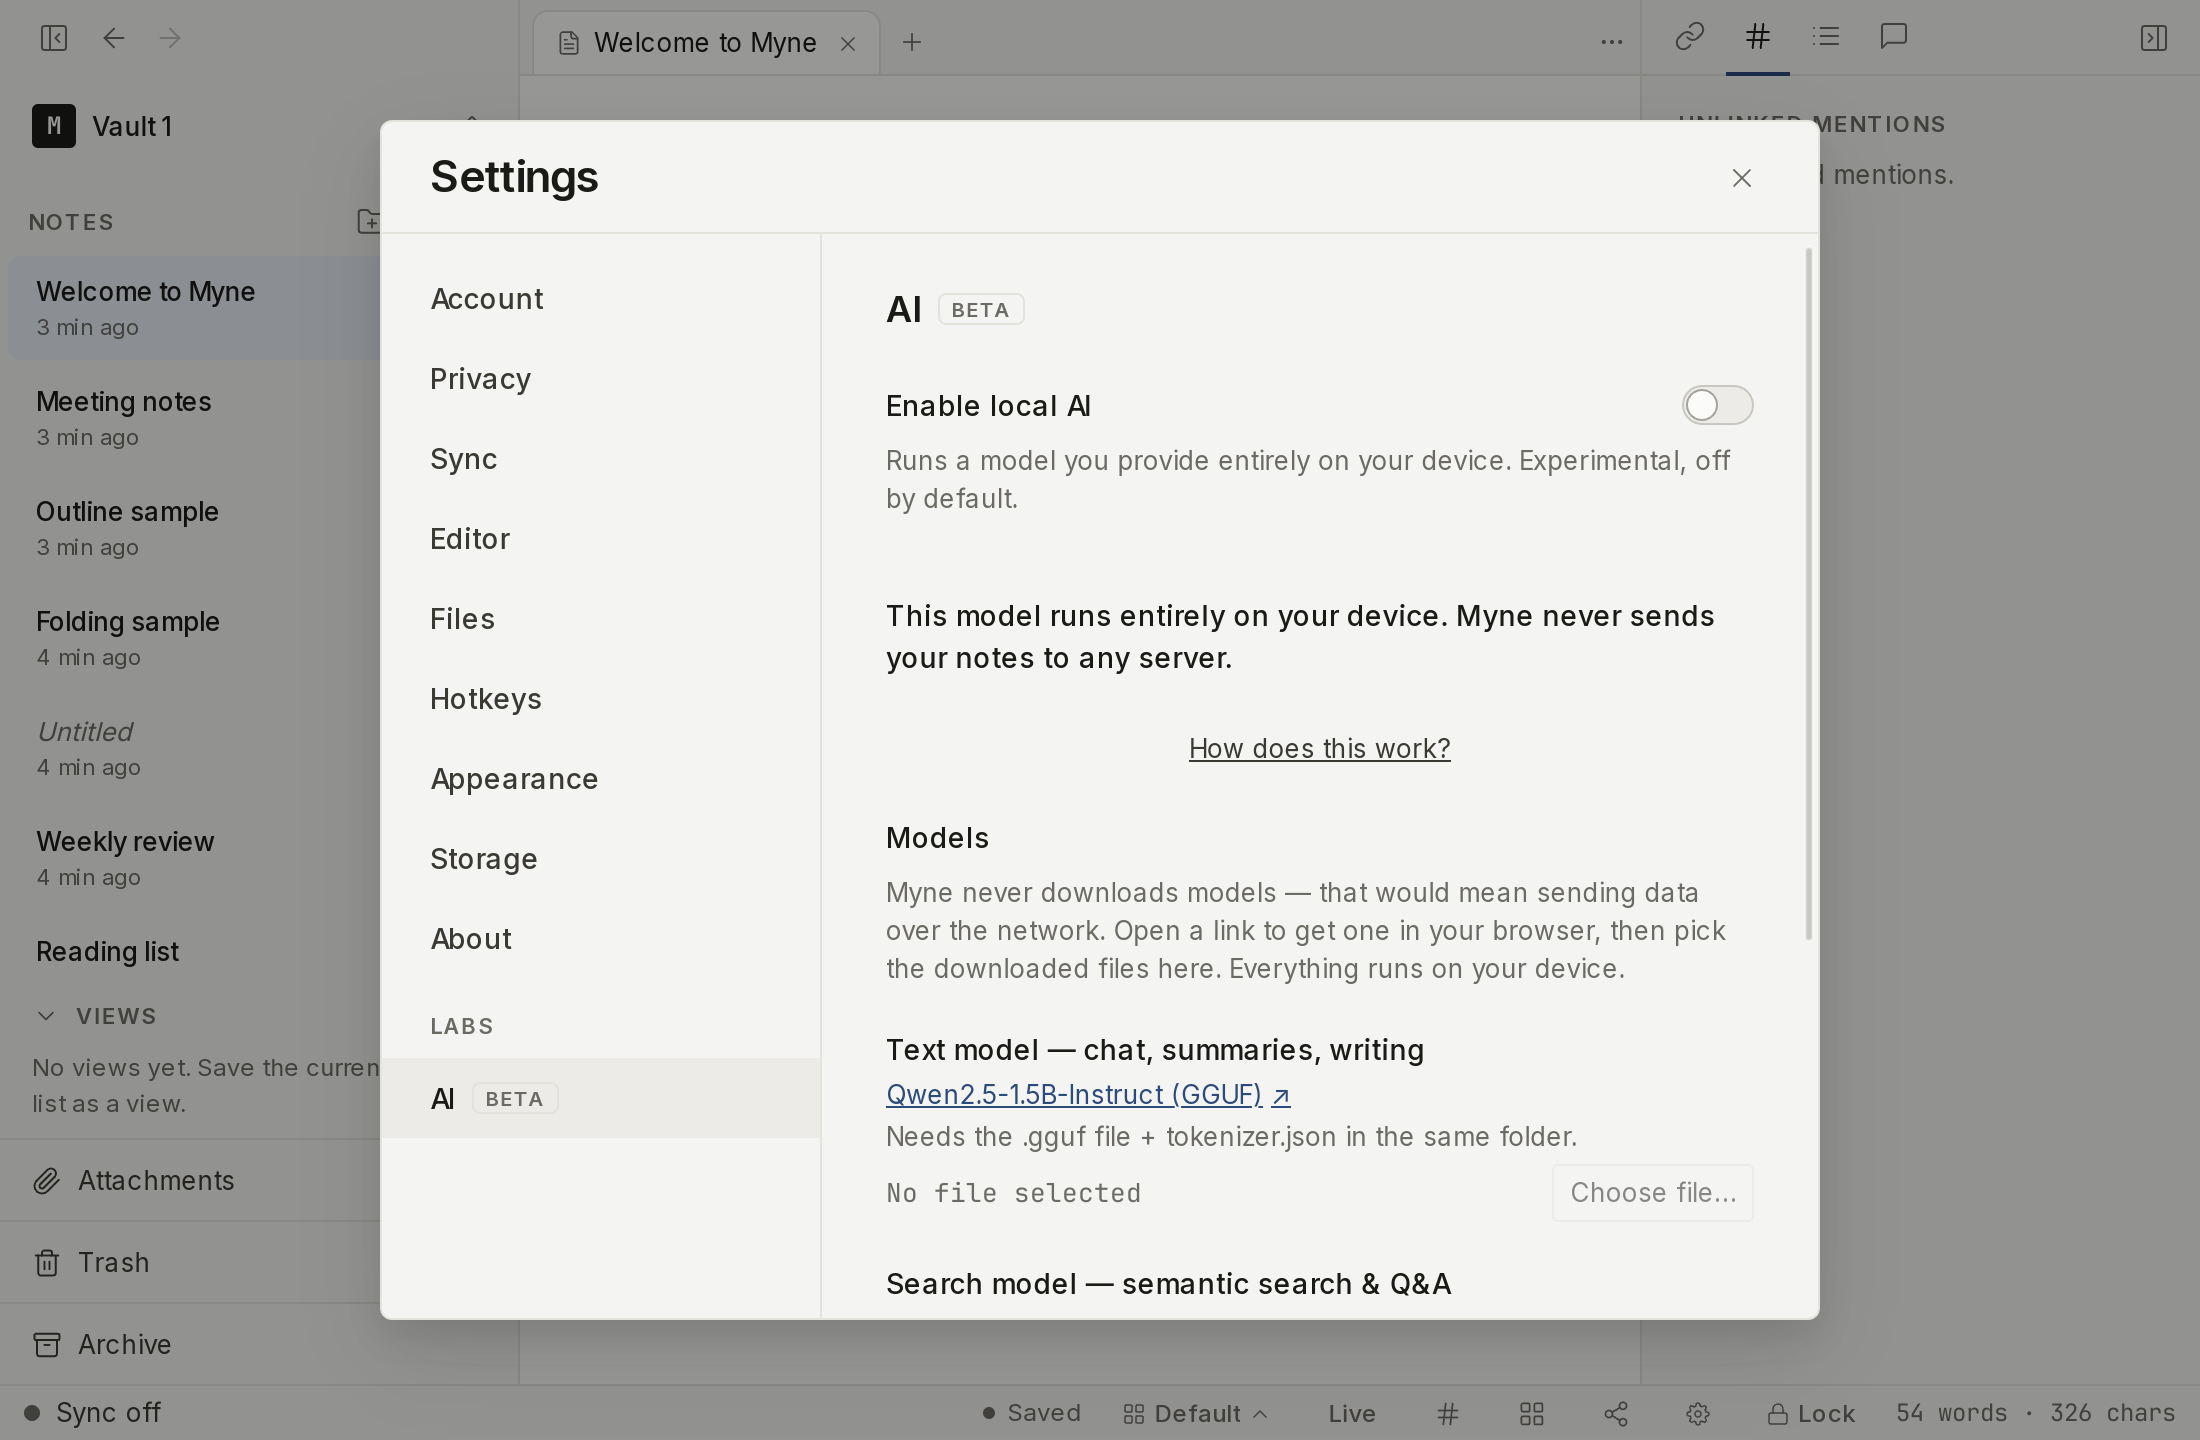 Welcome to Myne
M Vault 1
UNLINKED MENTIONS
mentions.
NOTES
Welcome to Myne
3 min ago
Meeting notes
3 min ago
Outline sample
3 min ago
Folding sample
4 min ago
Untitled
4 min ago
Weekly review
4 min ago
Reading list
VIEWS
No views yet. Save the curren
list as a view.
Attachments
Trash
Archive
Settings
Account
Privacy
Sync
Editor
Files
Hotkeys
Appearance
Storage
About
LABS
AI BETA
AI BETA
Enable local AI
Runs a model you provide entirely on your device. Experimental, off
by default.
This model runs entirely on your device. Myne never sends
your notes to any server.
How does this work?
Models
Myne never downloads models — that would mean sending data
over the network. Open a link to get one in your browser, then pick
the downloaded files here. Everything runs on your device.
Text model — chat, summaries, writing
Qwen2.5-1.5B-Instruct (GGUF) ↗
Needs the .gguf file + tokenizer.json in the same folder.
No file selected
Choose file...
Search model — semantic search & Q&A
Sync off
Saved
Default
Live
Lock
54 words · 326 chars